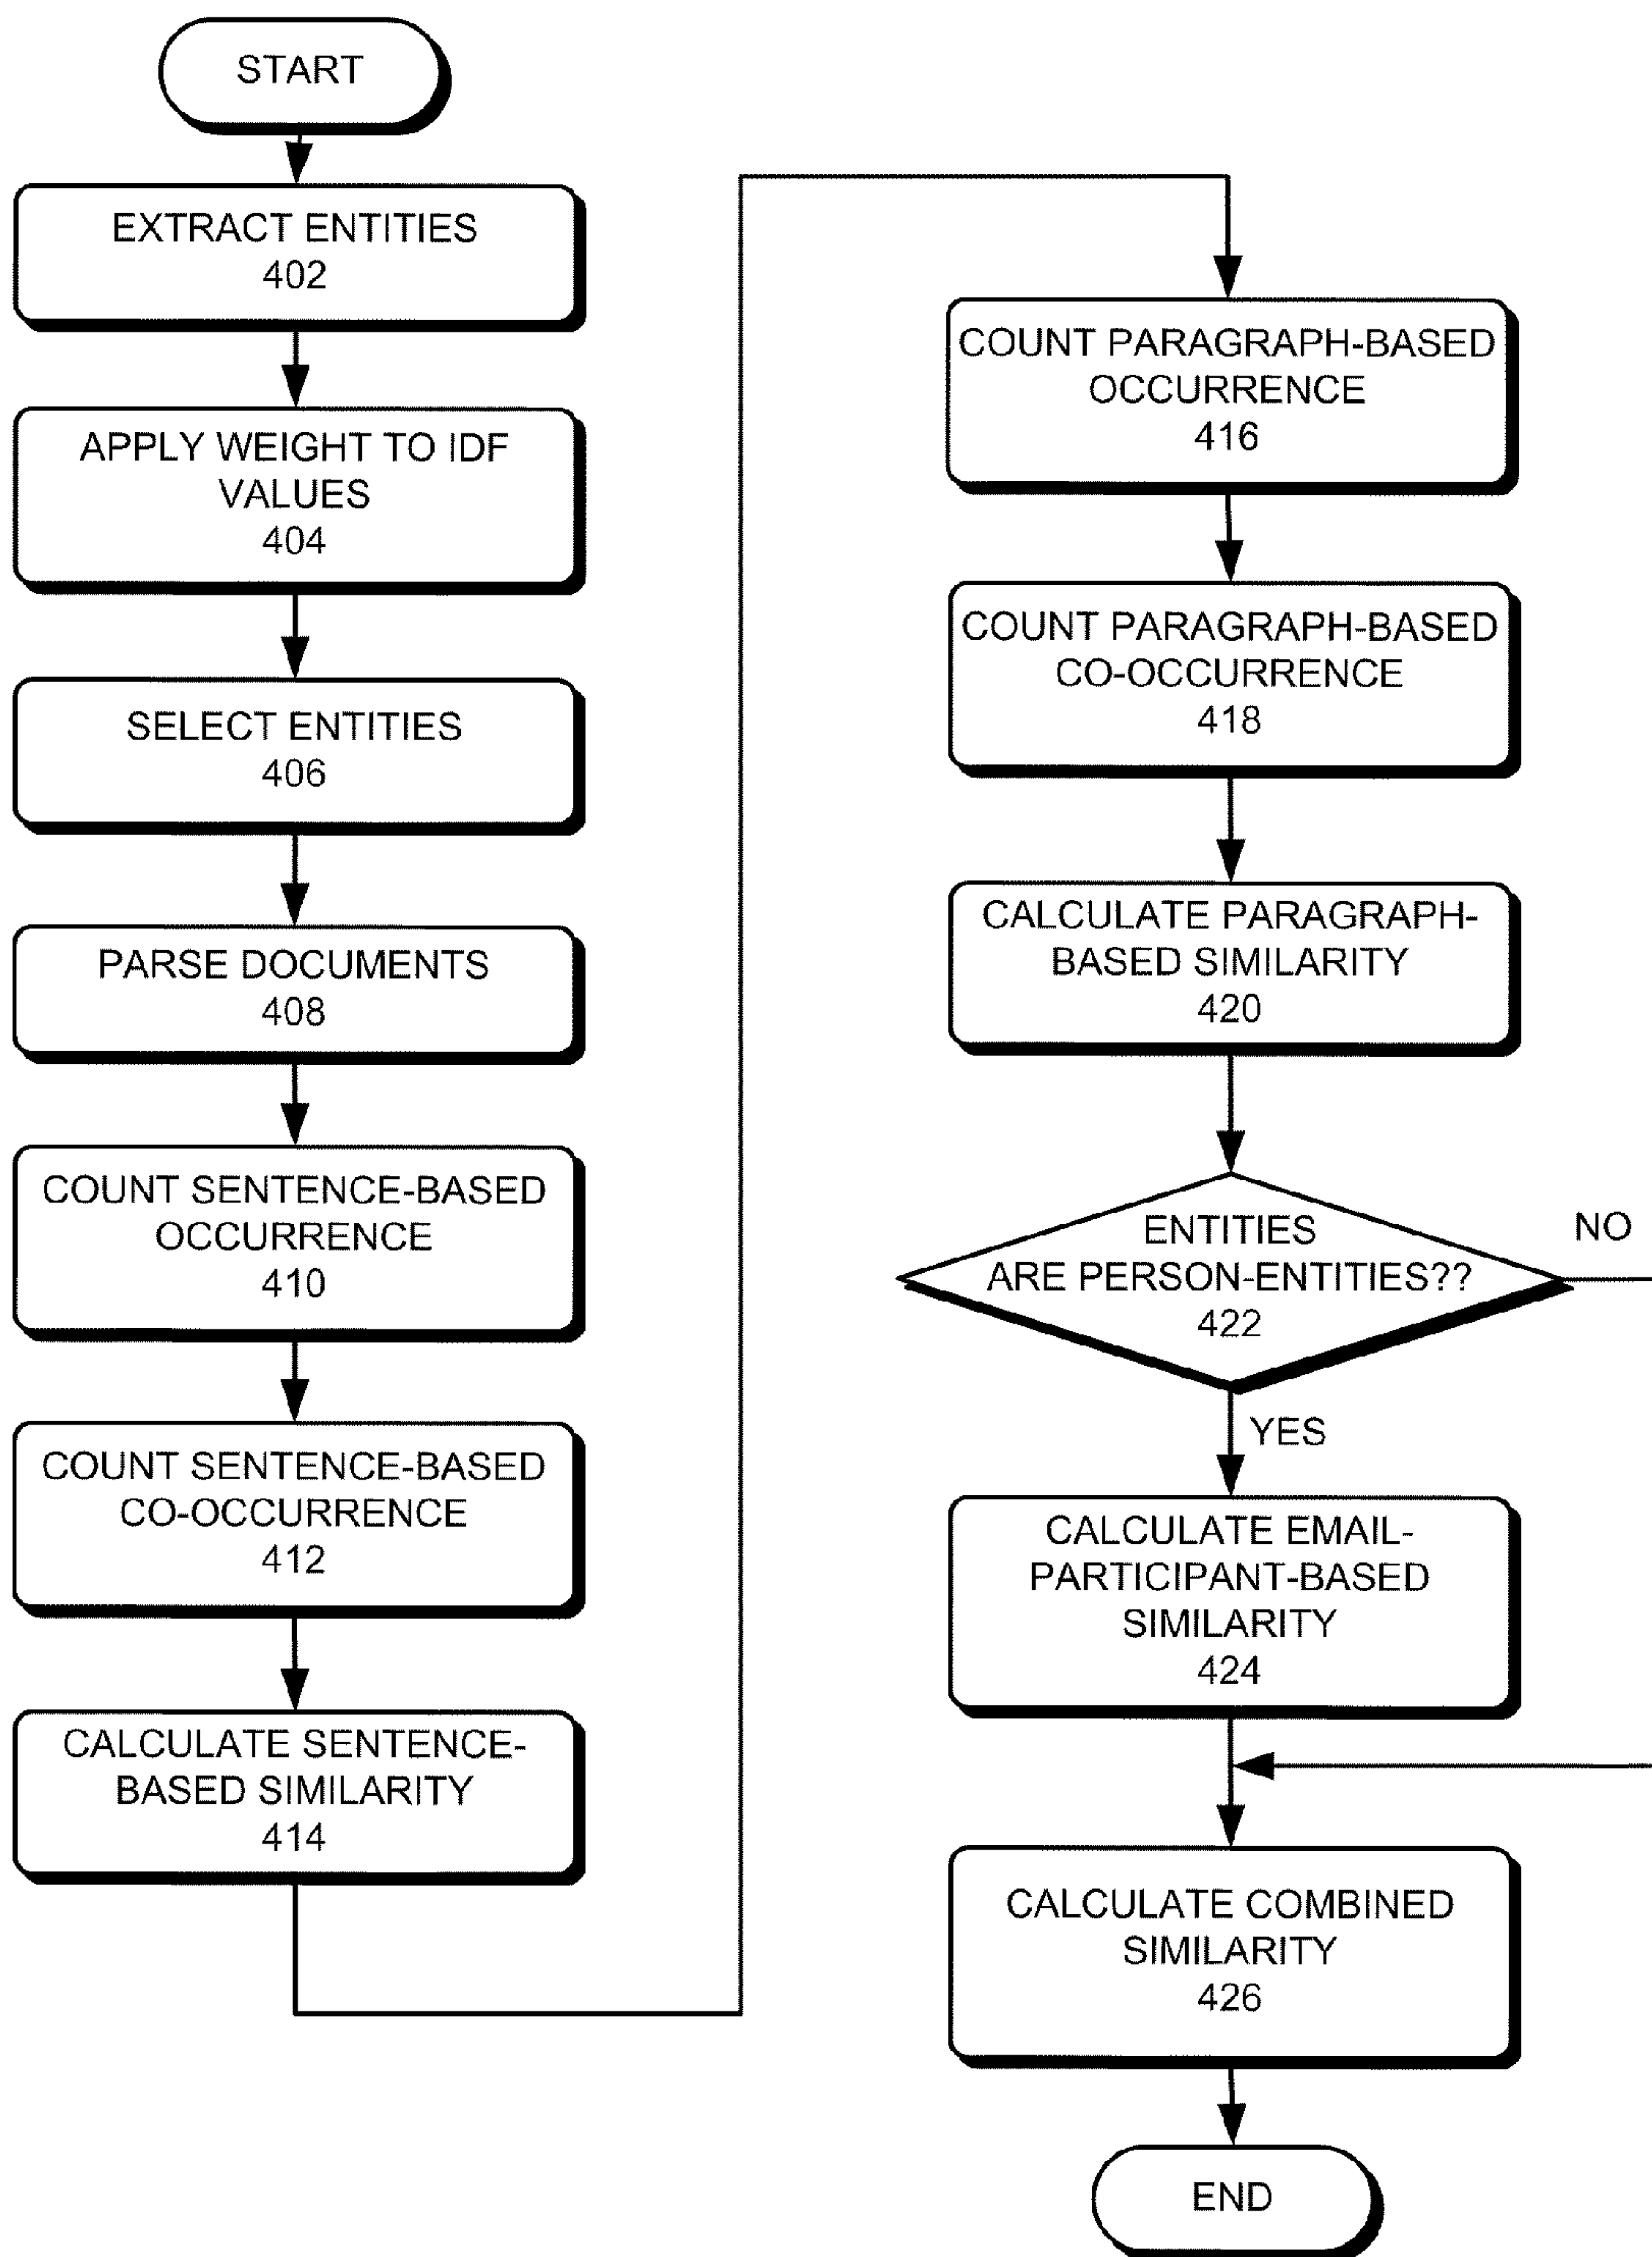 START
EXTRACT ENTITIES
402
APPLY WEIGHT TO IDF
VALUES
404
SELECT ENTITIES
406
PARSE DOCUMENTS
408
COUNT SENTENCE-BASED
OCCURRENCE
410
COUNT SENTENCE-BASED
CO-OCCURRENCE
412
CALCULATE SENTENCE-
BASED SIMILARITY
414
COUNT PARAGRAPH-BASED
OCCURRENCE
416
COUNT PARAGRAPH-BASED
CO-OCCURRENCE
418
CALCULATE PARAGRAPH-
BASED SIMILARITY
420
ENTITIES
ARE PERSON-ENTITIES??
422
NO
YES
CALCULATE EMAIL-
PARTICIPANT-BASED
SIMILARITY
424
CALCULATE COMBINED
SIMILARITY
426
END